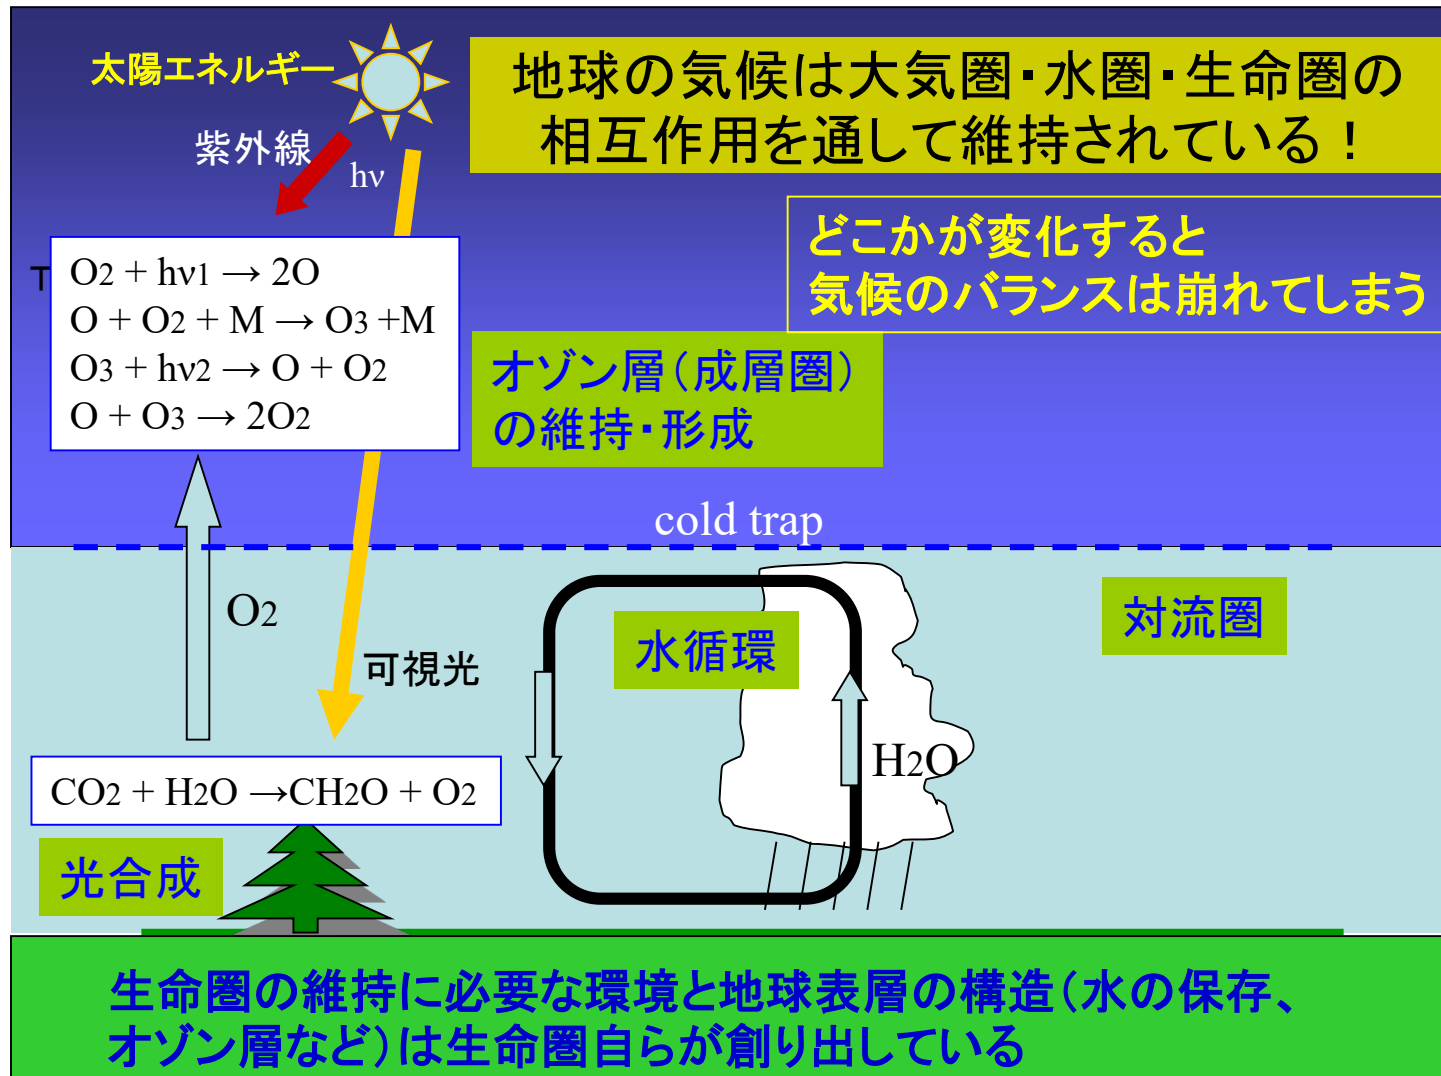 太陽エネルギー
地球の気候は大気圏・水圏・生命圏の
相互作用を通して維持されている！
紫外線
hν
どこかが変化すると
気候のバランスは崩れてしまう
T
O2 + hν1 → 2O
O + O2 + M → O3 +M
O3 + hν2 → O + O2
O + O3 → 2O2
オゾン層（成層圏）
の維持・形成
cold trap
O2
対流圏
水循環
可視光
H2O
CO2 + H2O →CH2O + O2
光合成
生命圏の維持に必要な環境と地球表層の構造（水の保存、
オゾン層など）は生命圏自らが創り出している